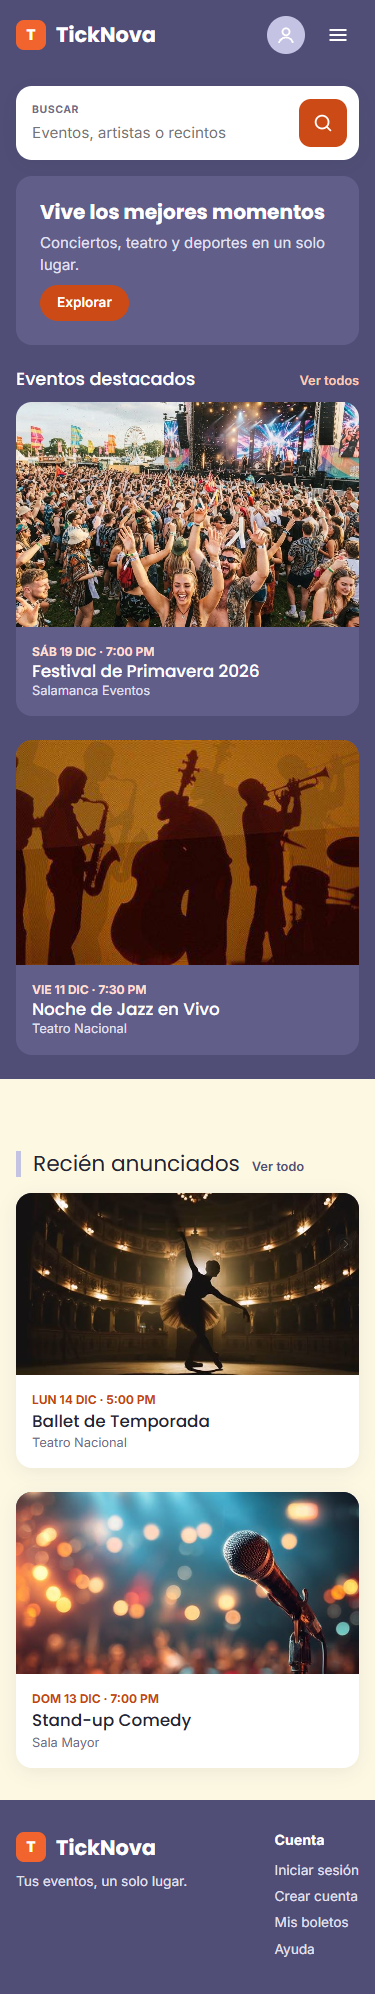 T TickNova
BUSCAR
Eventos, artistas o recintos
Vive los mejores momentos
Conciertos, teatro y deportes en un solo
lugar.
Explorar
Eventos destacados Ver todos
SÁB 19 DIC · 7:00 PM
Festival de Primavera 2026
Salamanca Eventos
VIE 11 DIC · 7:30 PM
Noche de Jazz en Vivo
Teatro Nacional
Recién anunciados Ver todo
LUN 14 DIC · 5:00 PM
Ballet de Temporada
Teatro Nacional
DOM 13 DIC · 7:00 PM
Stand-up Comedy
Sala Mayor
T TickNova
Tus eventos, un solo lugar.
Cuenta
Iniciar sesión
Crear cuenta
Mis boletos
Ayuda